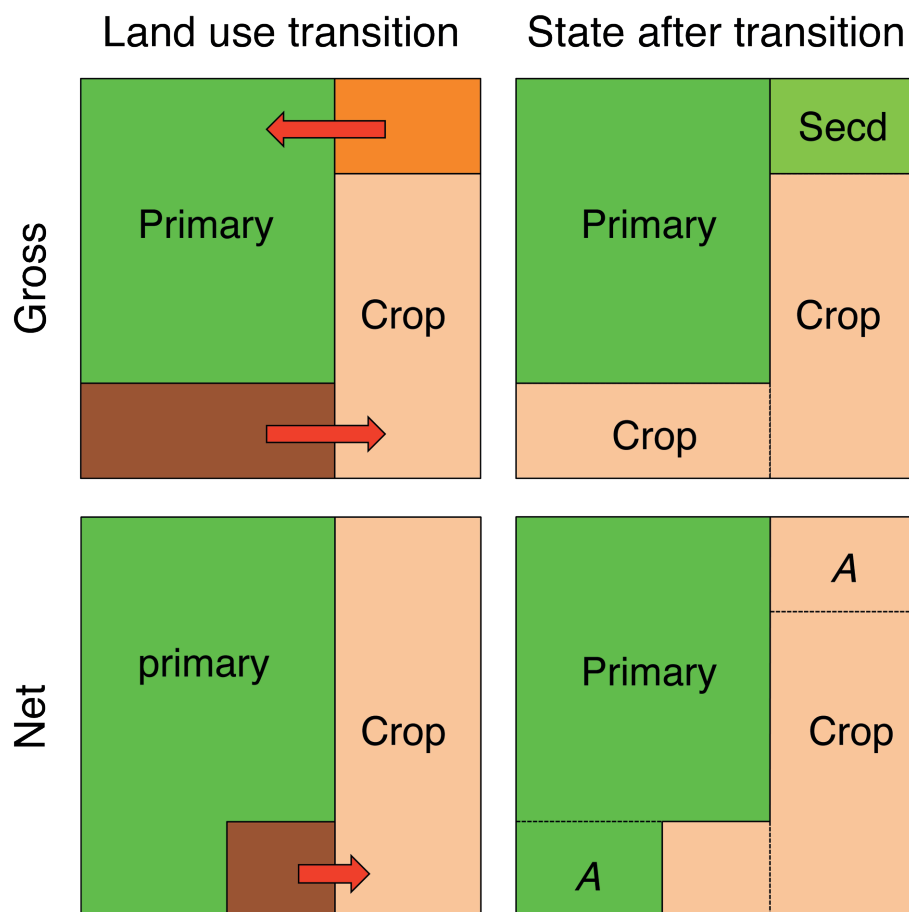 Land use transition
State after transition
Gross
Primary
Crop
Primary
Secd
Crop
Crop
Net
primary
Crop
Primary
A
Crop
A